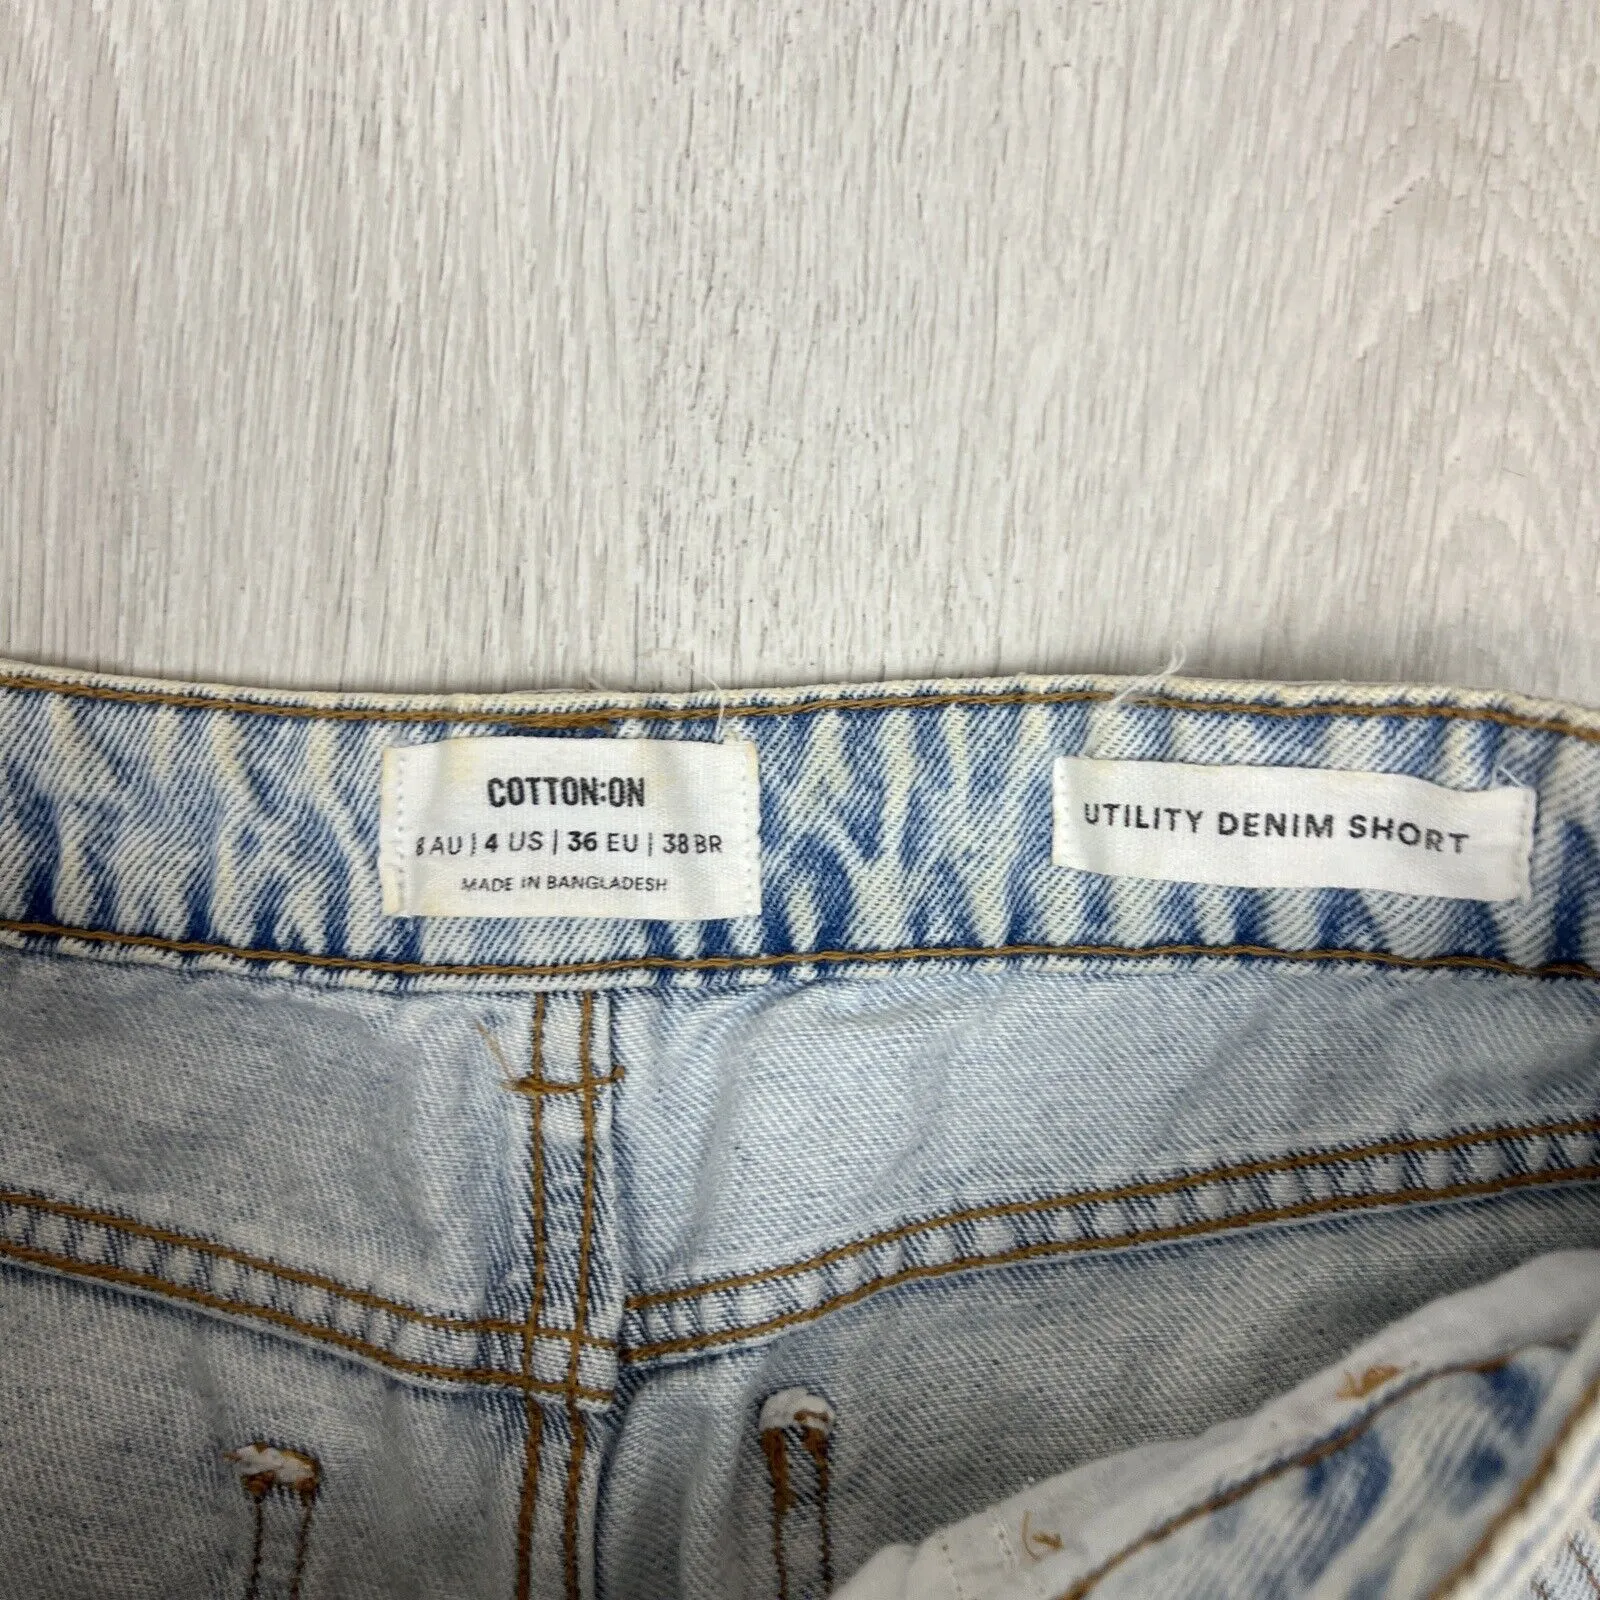 COTTON:ON
8 AU | 4 US | 36 EU | 38 BR
MADE IN BANGLADESH
UTILITY DENIM SHORT